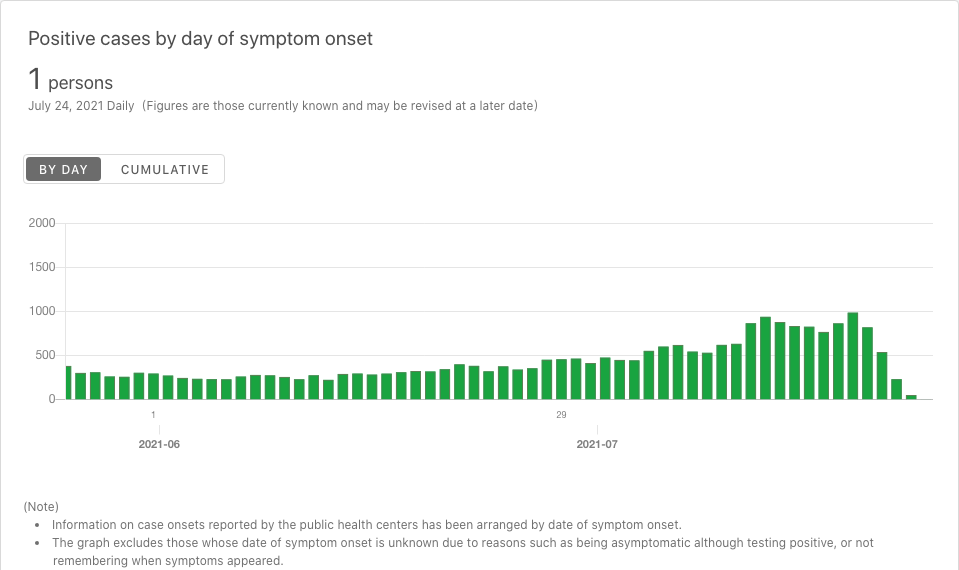 Positive cases by day of symptom onset
1 persons
July 24, 2021 Daily (Figures are those currently known and may be revised at a later date)
BY DAY CUMULATIVE
2000
1500
1000
500
0
1 29
2021-06 2021-07
(Note)
• Information on case onsets reported by the public health centers has been arranged by date of symptom onset.
• The graph excludes those whose date of symptom onset is unknown due to reasons such as being asymptomatic although testing positive, or not
remembering when symptoms appeared.